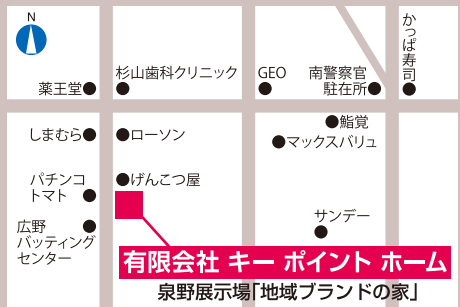 N
かっぱ寿司
杉山歯科クリニック
GEO
南警察官
駐在所
薬王堂
鮨覚
しまむら
ローソン
マックスバリュ
パチンコ
トマト
げんこつ屋
サンデー
広野
バッティング
センター
有限会社 キー ポイント ホーム
泉野展示場「地域ブランドの家」